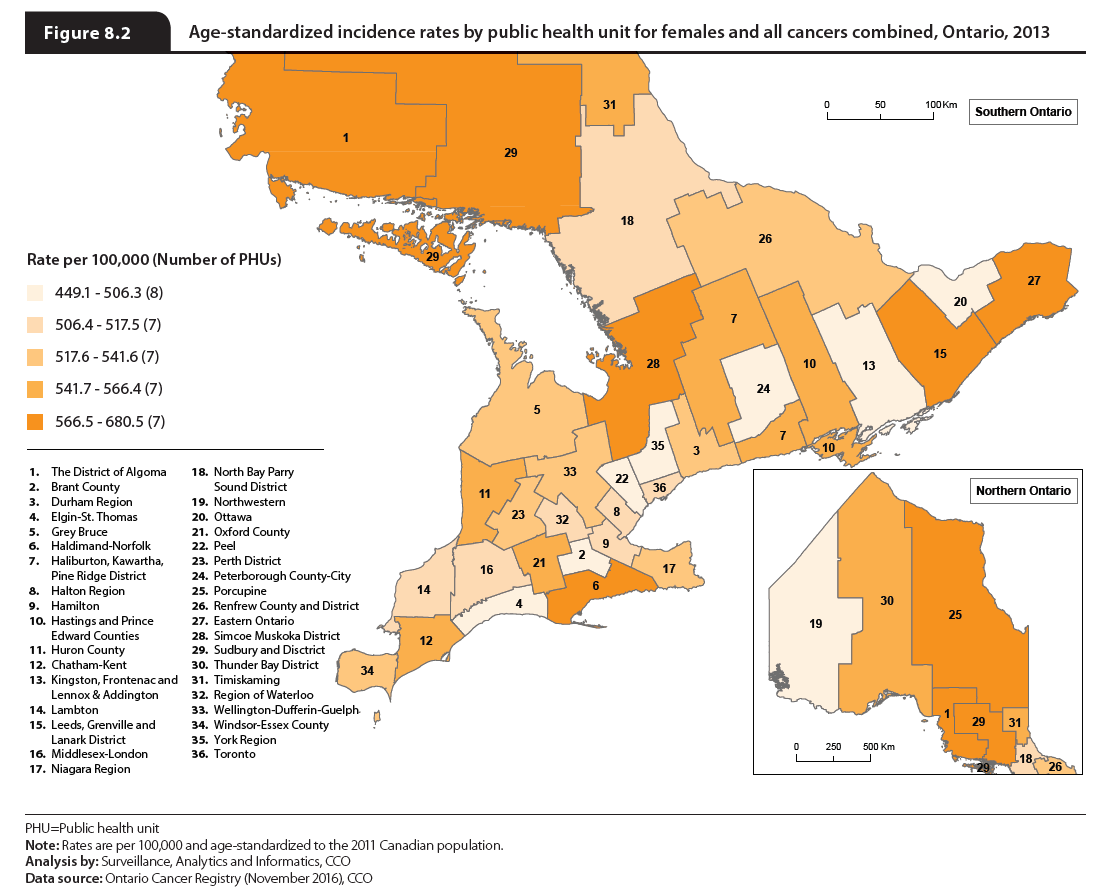 Figure 8.2
Age-standardized incidence rates by public health unit for females and all cancers combined, Ontario, 2013
31
0 50 100 Km
Southern Ontario
1
29
18
26
29
27
20
7
15
28
10
13
24
5
35
3
7
10
33
22
36
11
23
32
8
9
2
21
17
16
14
6
4
12
34
Rate per 100,000 (Number of PHUs)
449.1 - 506.3 (8)
506.4 - 517.5 (7)
517.6 - 541.6 (7)
541.7 - 566.4 (7)
566.5 - 680.5 (7)
1. The District of Algoma
2. Brant County
3. Durham Region
4. Elgin-St. Thomas
5. Grey Bruce
6. Haldimand-Norfolk
7. Haliburton, Kawartha,
Pine Ridge District
8. Halton Region
9. Hamilton
10. Hastings and Prince
Edward Counties
11. Huron County
12. Chatham-Kent
13. Kingston, Frontenac and
Lennox & Addington
14. Lambton
15. Leeds, Grenville and
Lanark District
16. Middlesex-London
17. Niagara Region
18. North Bay Parry
Sound District
19. Northwestern
20. Ottawa
21. Oxford County
22. Peel
23. Perth District
24. Peterborough County-City
25. Porcupine
26. Renfrew County and District
27. Eastern Ontario
28. Simcoe Muskoka District
29. Sudbury and Disctrict
30. Thunder Bay District
31. Timiskaming
32. Region of Waterloo
33. Wellington-Dufferin-Guelph
34. Windsor-Essex County
35. York Region
36. Toronto
Northern Ontario
19
30
25
1
29
31
18
29
26
0 250 500 Km
PHU=Public health unit
Note: Rates are per 100,000 and age-standardized to the 2011 Canadian population.
Analysis by: Surveillance, Analytics and Informatics, CCO
Data source: Ontario Cancer Registry (November 2016), CCO